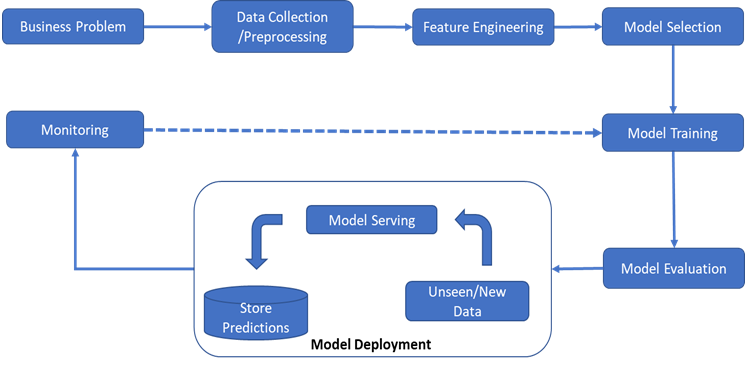 Business Problem
Data Collection
/Preprocessing
Feature Engineering
Model Selection
Monitoring
Model Training
Model Serving
Model Evaluation
Unseen/New
Data
Store
Predictions
Model Deployment